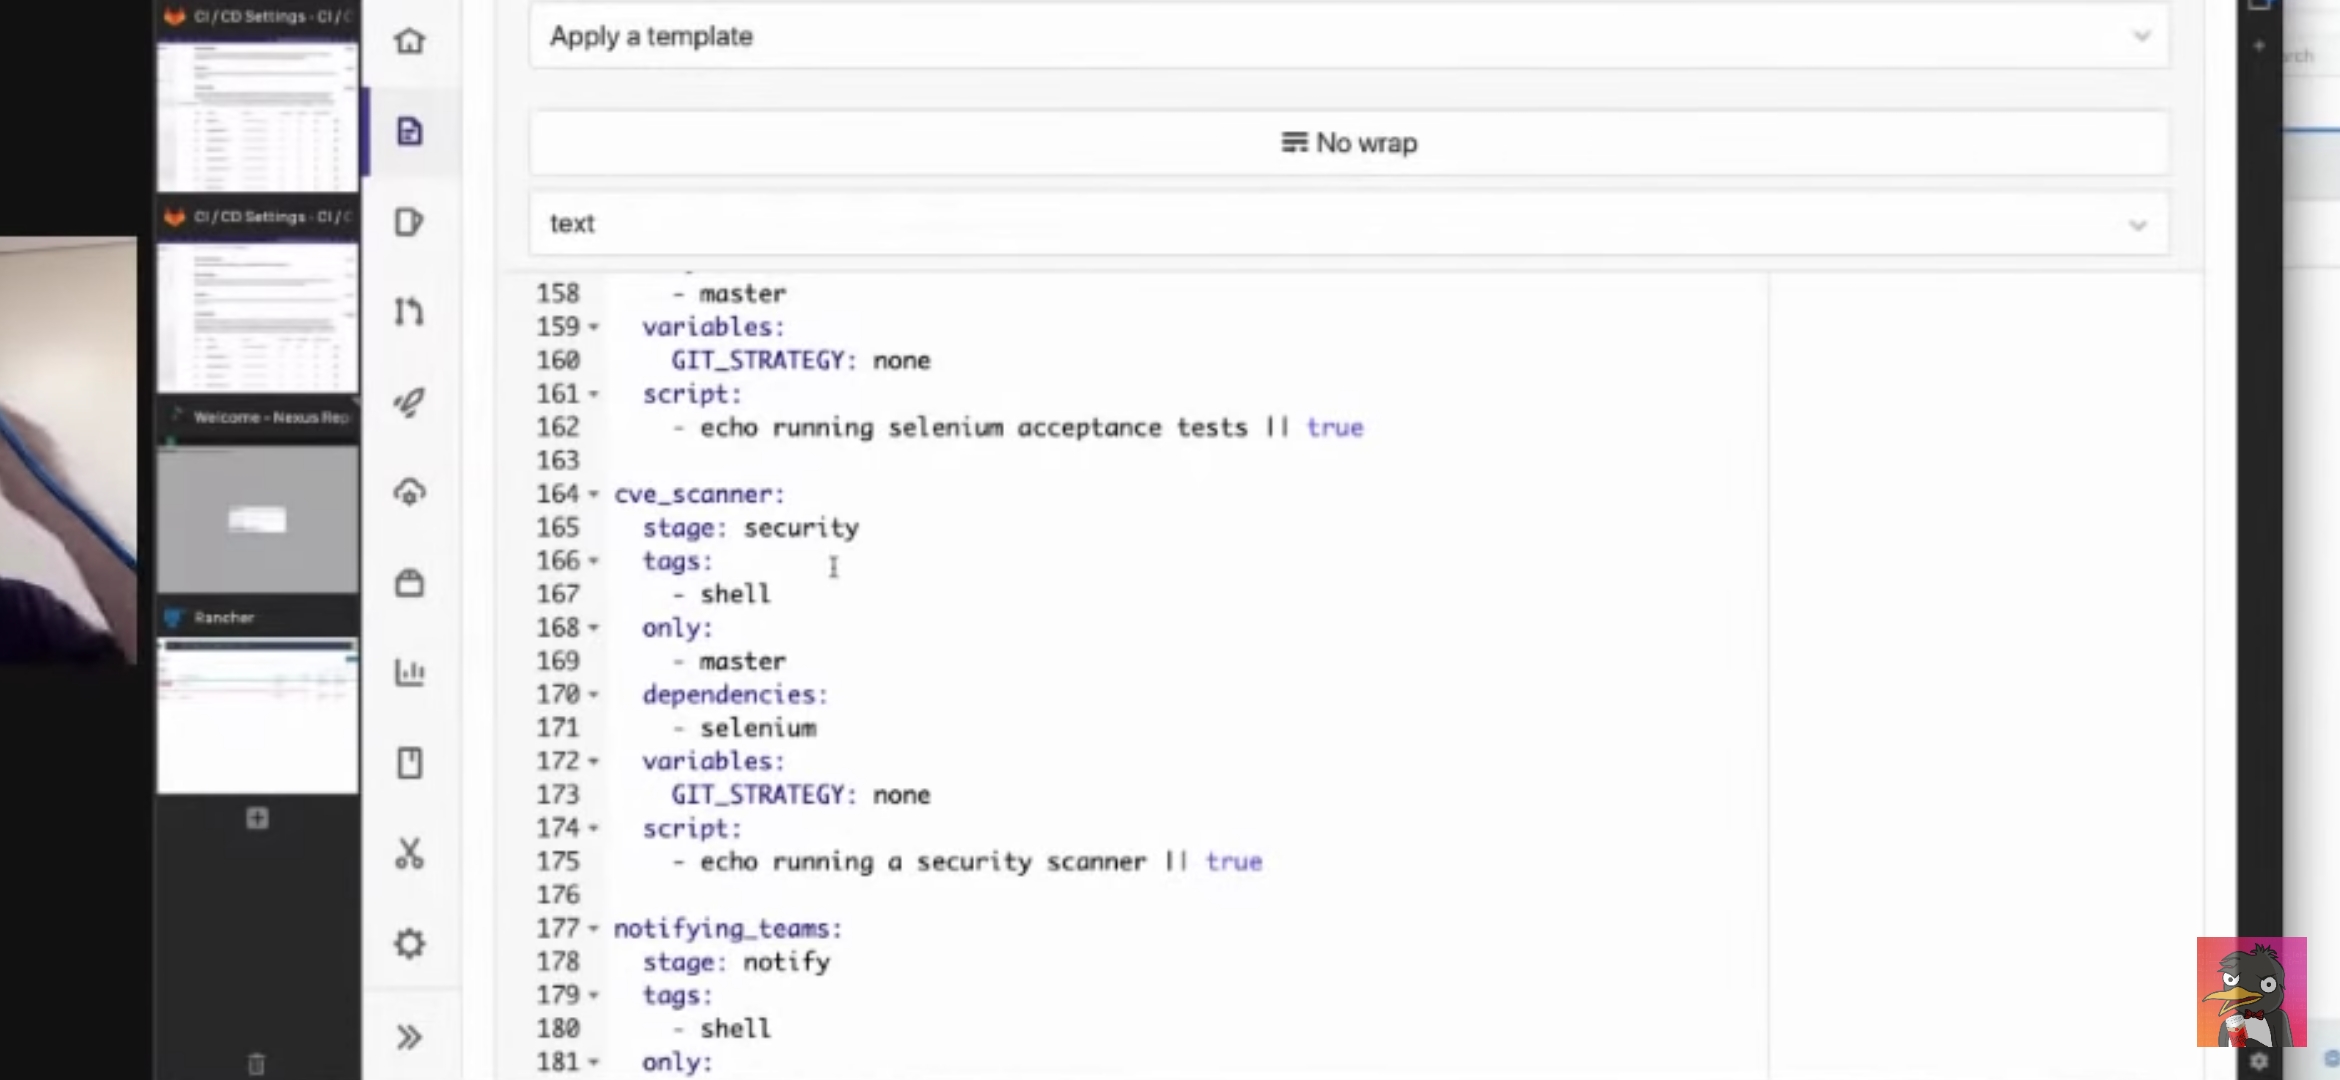 CI / CD Settings · CI / C
CI / CD Settings · CI / C
Welcome - Nexus Rep
Rancher
Apply a template
No wrap
text
158 - master
159 variables:
160 GIT_STRATEGY: none
161 script:
162 - echo running selenium acceptance tests || true
163
164 cve_scanner:
165 stage: security
166 tags:
167 - shell
168 only:
169 - master
170 dependencies:
171 - selenium
172 variables:
173 GIT_STRATEGY: none
174 script:
175 - echo running a security scanner || true
176
177 notifying_teams:
178 stage: notify
179 tags:
180 - shell
181 only: